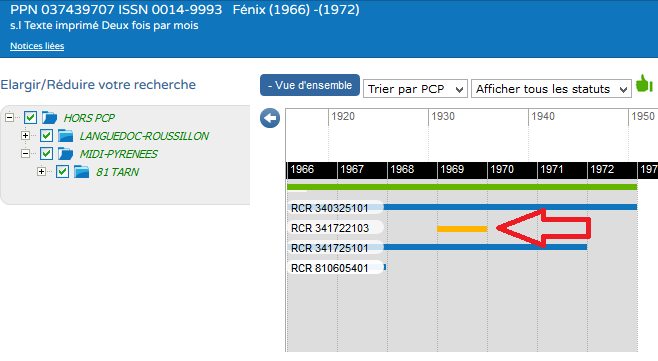 PPN 037439707 ISSN 0014-9993 Fénix (1966) -(1972)
s.l Texte imprimé Deux fois par mois
Notices liées
Elargir/Réduire votre recherche
- Vue d'ensemble
Trier par PCP
Afficher tous les statuts
HORS PCP
LANGUEDOC-ROUSSILLON
MIDI-PYRENEES
81 TARN
1920 1930 1940 1950
1966 1967 1968 1969 1970 1971 1972 1973
RCR 340325101
RCR 341722103
RCR 341725101
RCR 810605401